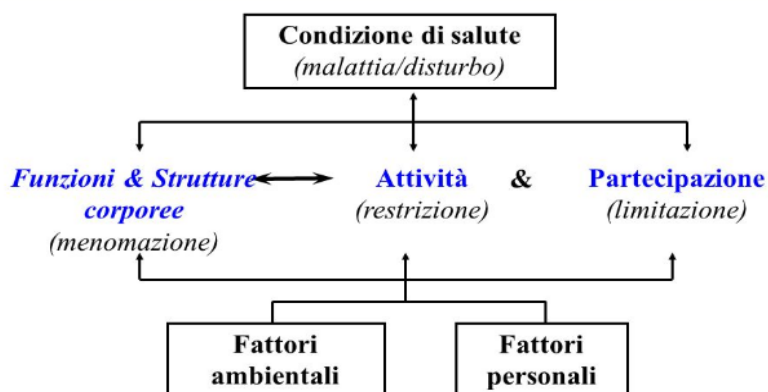 Condizione di salute
(malattia/disturbo)
Funzioni & Strutture
corporee
(menomazione)
Attività
(restrizione)
&
Partecipazione
(limitazione)
Fattori
ambientali
Fattori
personali